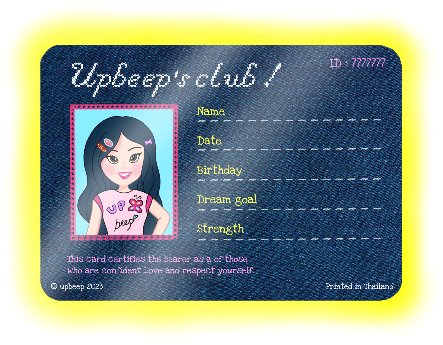 Upbeep's club !
ID : ???????
Name
Date
Birthday
Dream goal
Strength
UP
beep
This card certifies the bearer as a of those
who are confident Love and respect yourself.
© upbeep 2023
Printed in Thailand